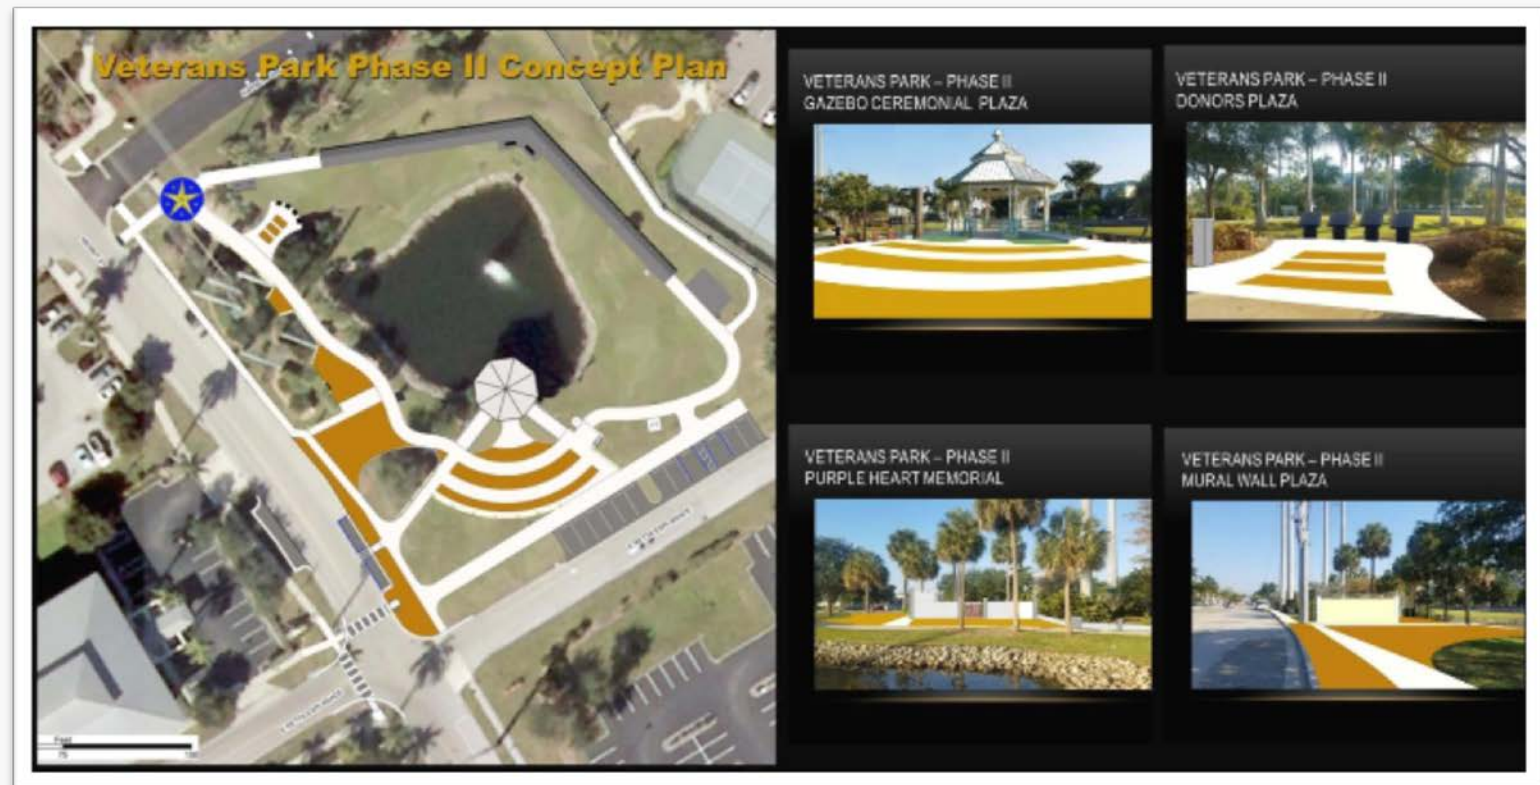 Veterans Park Phase II Concept Plan
VETERANS PARK – PHASE II
GAZEBO CEREMONIAL PLAZA
VETERANS PARK – PHASE II
DONORS PLAZA
VETERANS PARK – PHASE II
PURPLE HEART MEMORIAL
VETERANS PARK – PHASE II
MURAL WALL PLAZA
Feet